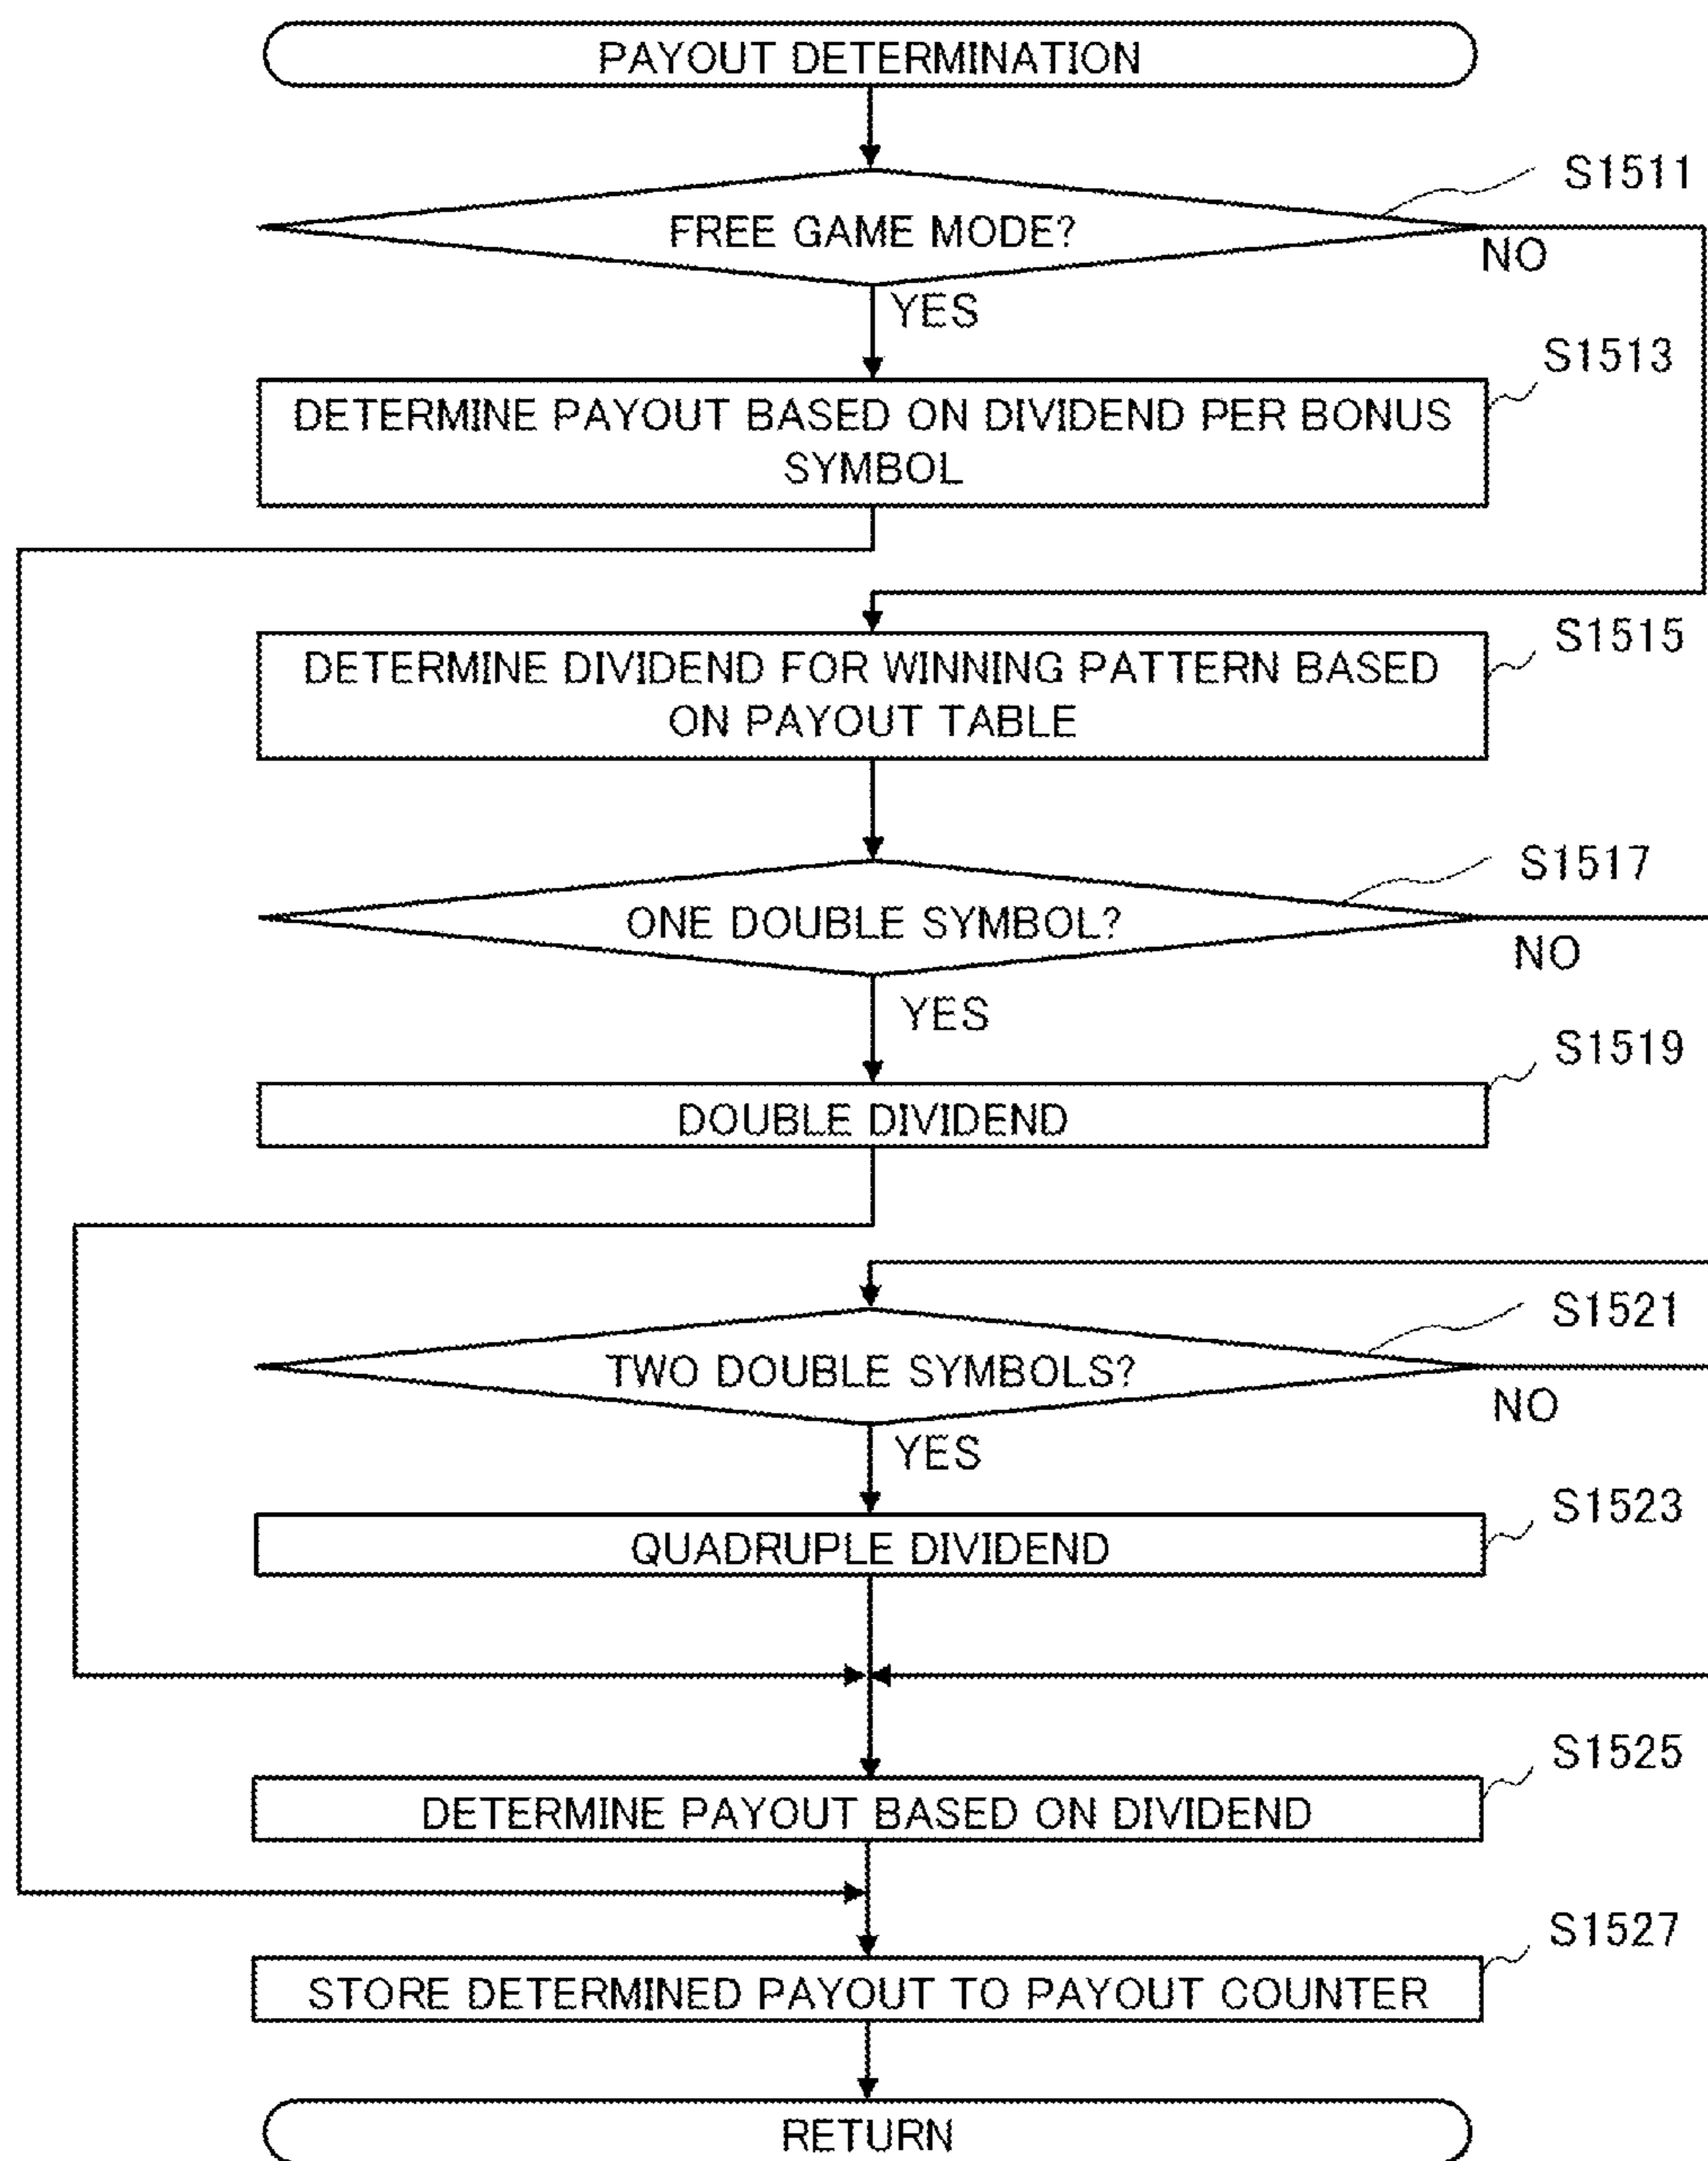 PAYOUT DETERMINATION
S1511
FREE GAME MODE?
NO
YES
S1513
DETERMINE PAYOUT BASED ON DIVIDEND PER BONUS
SYMBOL
S1515
DETERMINE DIVIDEND FOR WINNING PATTERN BASED
ON PAYOUT TABLE
S1517
ONE DOUBLE SYMBOL?
NO
YES
S1519
DOUBLE DIVIDEND
S1521
TWO DOUBLE SYMBOLS?
NO
YES
S1523
QUADRUPLE DIVIDEND
S1525
DETERMINE PAYOUT BASED ON DIVIDEND
S1527
STORE DETERMINED PAYOUT TO PAYOUT COUNTER
RETURN